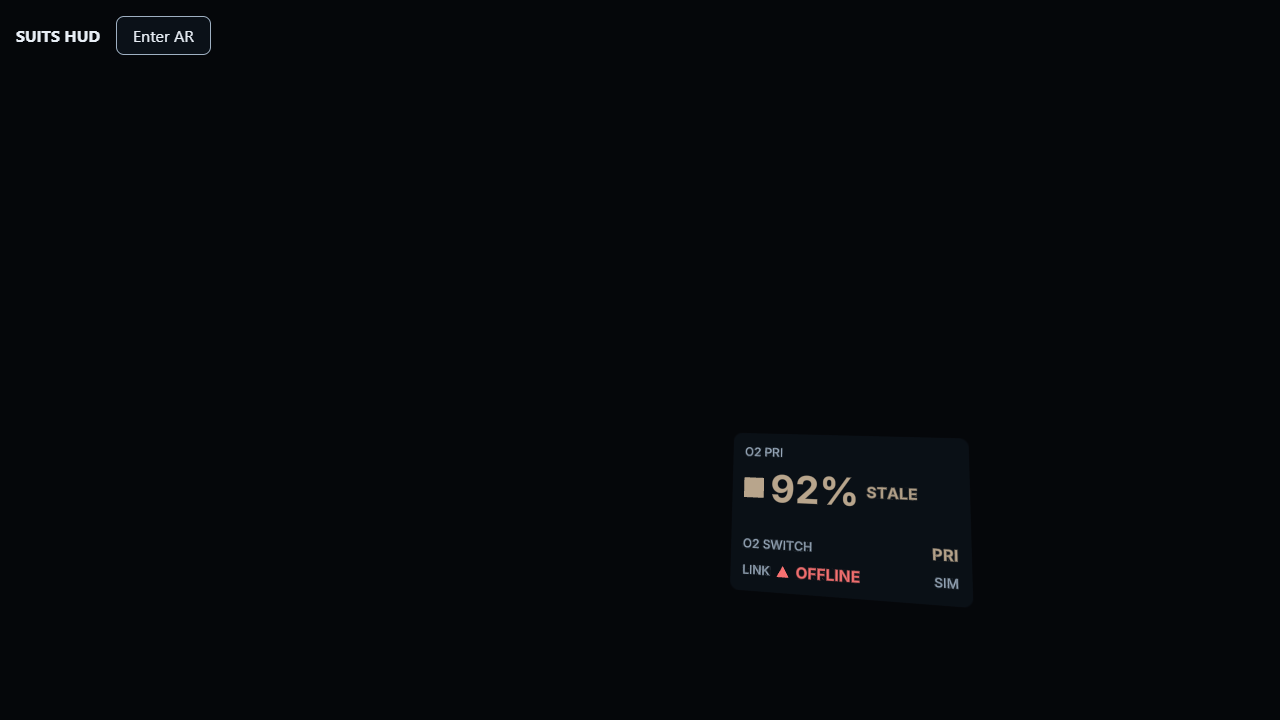 SUITS HUD Enter AR
O2 PRI
92% STALE
O2 SWITCH PRI
LINK OFFLINE SIM